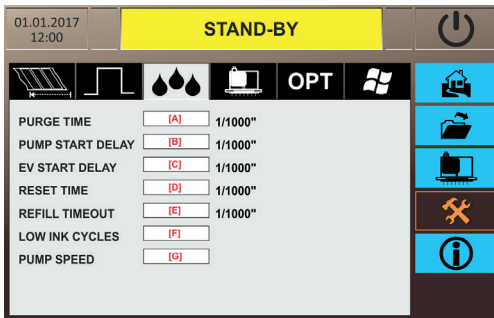 01.01.2017
12:00
STAND-BY
OPT
PURGE TIME [A] 1/1000"
PUMP START DELAY [B] 1/1000"
EV START DELAY [C] 1/1000"
RESET TIME [D] 1/1000"
REFILL TIMEOUT [E] 1/1000"
LOW INK CYCLES [F]
PUMP SPEED [G]